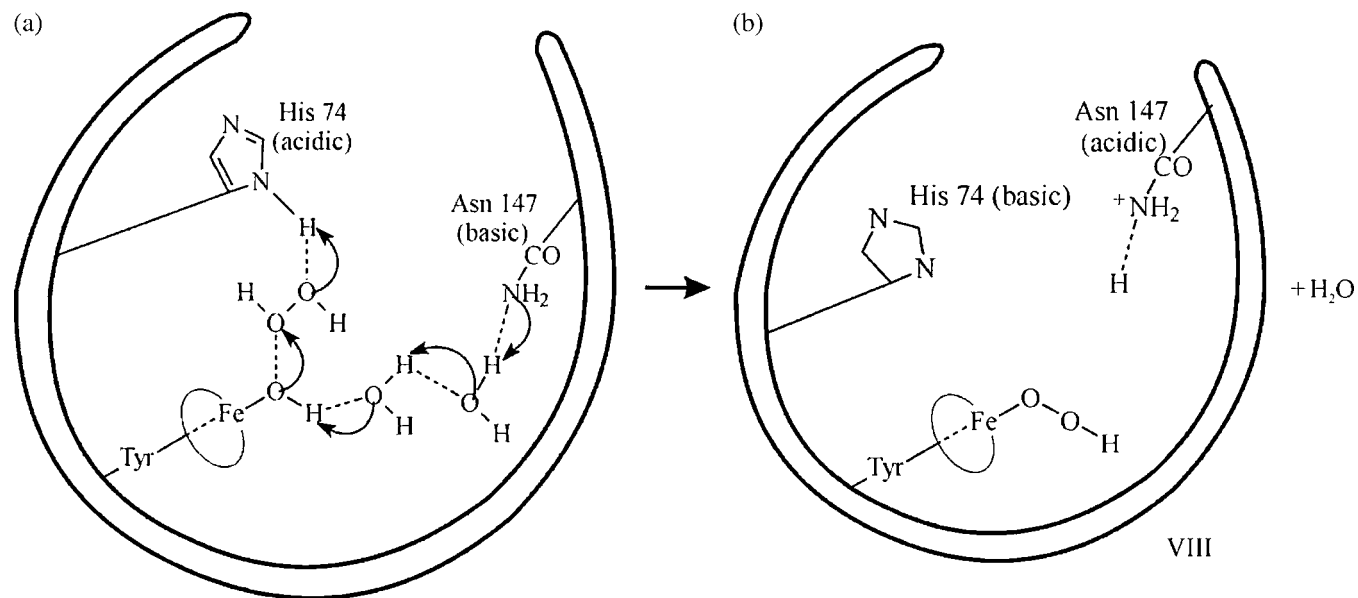 (a)
His 74
(acidic)
N
N
H
Asn 147
(basic)
CO
NH₂
H
O
H
O
H
H
O
H
O
H
O
H
Fe
Tyr
(b)
Asn 147
(acidic)
CO
+NH₂
H
His 74 (basic)
N
N
+ H₂O
Fe
O
O
H
Tyr
VIII